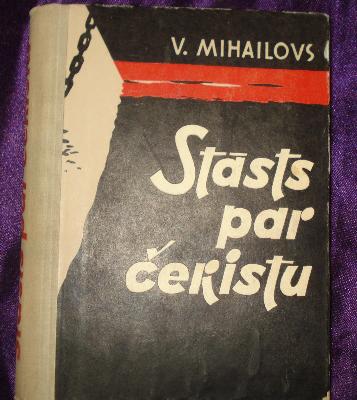 V. MIHAILOVS
Stāsts
par
čekistu